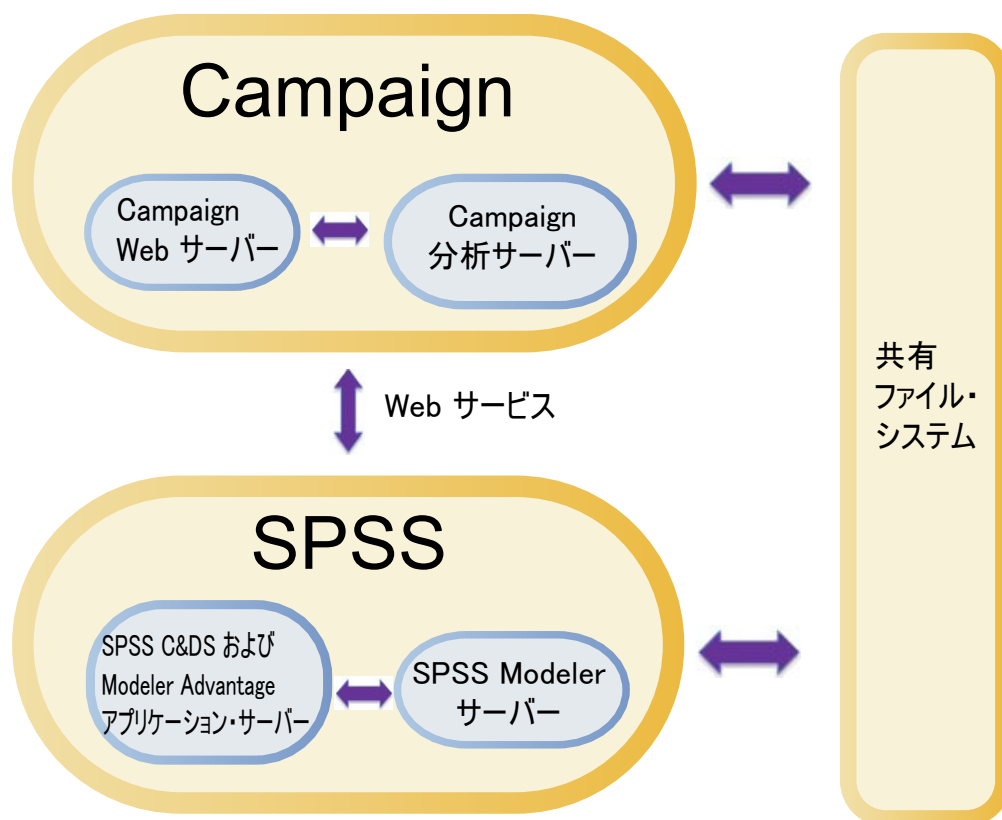 Campaign
Campaign
Web サーバー
Campaign
分析サーバー
Web サービス
共有
ファイル・
システム
SPSS
SPSS C&DS および
Modeler Advantage
アプリケーション・サーバー
SPSS Modeler
サーバー